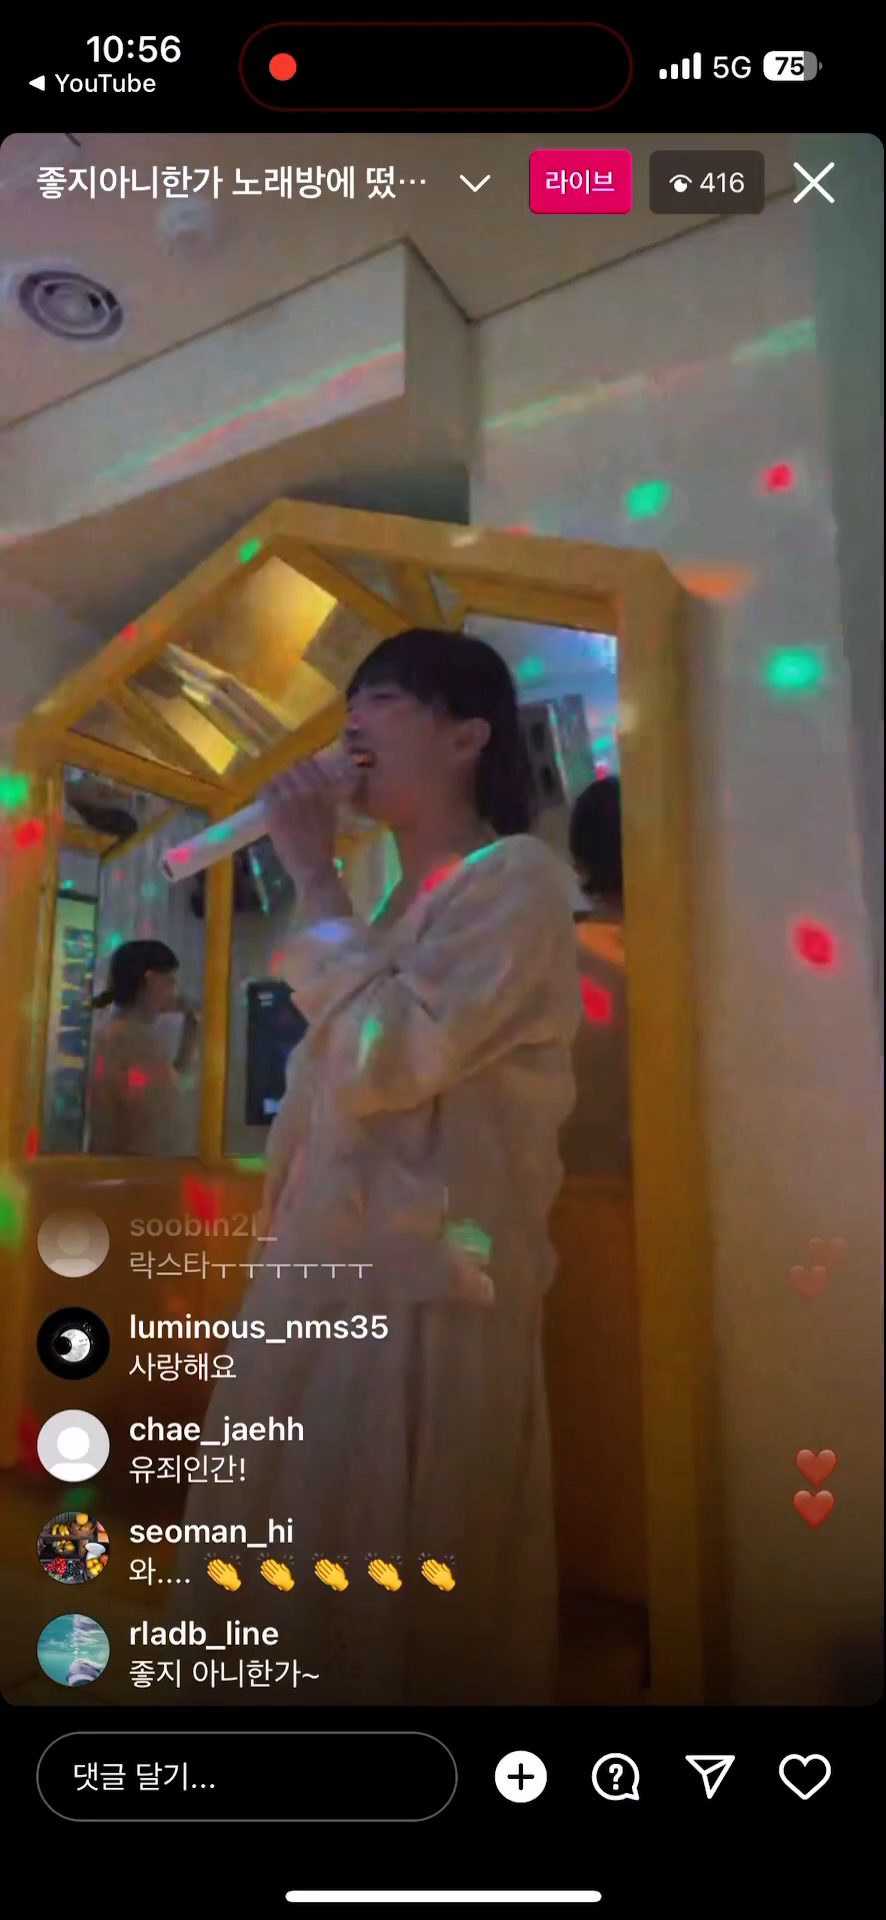 10:56
◀ YouTube
5G
75
좋지아니한가 노래방에 떴…
라이브
416
soobin2l_
락스타ㅜㅜㅜㅜㅜㅜ
luminous_nms35
사랑해요
chae_jaehh
유죄인간!
seoman_hi
와.... 👏 👏 👏 👏 👏
rladb_line
좋지 아니한가~
댓글 달기...